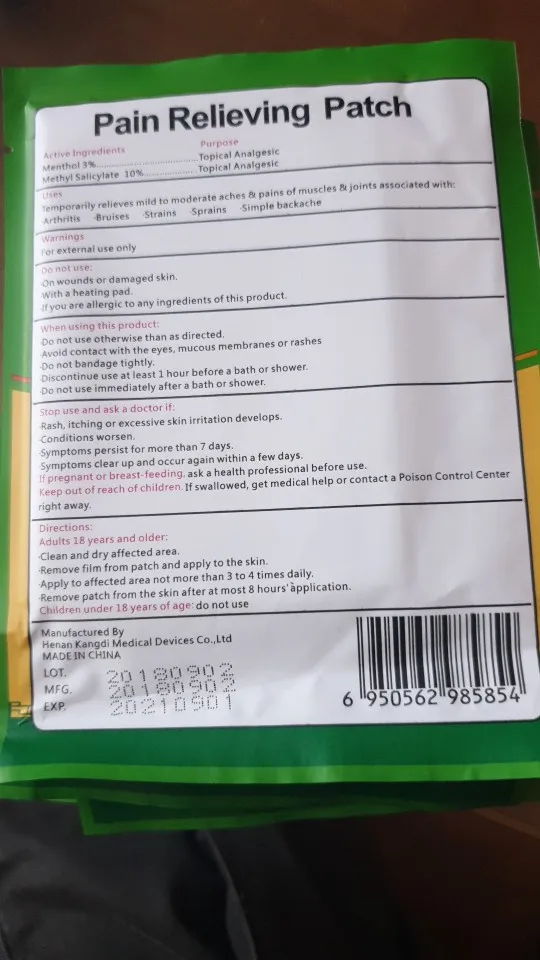 Pain Relieving Patch
Active Ingredients Purpose
Menthol 3%..............................Topical Analgesic
Methyl Salicylate 10%............... Topical Analgesic
Uses
Temporarily relieves mild to moderate aches & pains of muscles & joints associated with:
Arthritis ·Bruises ·Strains ·Sprains ·Simple backache
Warnings
For external use only
Do not use:
·On wounds or damaged skin.
·With a heating pad.
·If you are allergic to any ingredients of this product.
When using this product:
·Do not use otherwise than as directed.
·Avoid contact with the eyes, mucous membranes or rashes
·Do not bandage tightly.
·Discontinue use at least 1 hour before a bath or shower.
·Do not use immediately after a bath or shower.
Stop use and ask a doctor if:
·Rash, itching or excessive skin irritation develops.
·Conditions worsen.
·Symptoms persist for more than 7 days.
·Symptoms clear up and occur again within a few days.
If pregnant or breast-feeding. ask a health professional before use.
Keep out of reach of children. If swallowed, get medical help or contact a Poison Control Center
right away.
Directions:
Adults 18 years and older:
·Clean and dry affected area.
·Remove film from patch and apply to the skin.
·Apply to affected area not more than 3 to 4 times daily.
·Remove patch from the skin after at most 8 hours' application.
Children under 18 years of age: do not use
Manufactured By
Henan Kangdi Medical Devices Co.,Ltd
MADE IN CHINA
LOT. 20180902
MFG. 20180902
EXP. 20210901
6 950562 985854